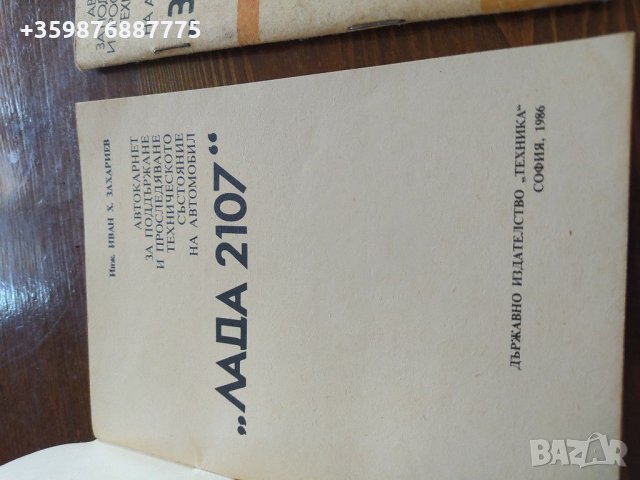 +359876887775
Инж. ИВАН Х. ЗАХАРИЕВ
АВТОКАРНЕТ
ЗА ПОДДЪРЖАНЕ
И ПРОСЛЕДЯВАНЕ
ТЕХНИЧЕСКОТО
СЪСТОЯНИЕ
НА АВТОМОБИЛ
„ЛАДА 2107“
ДЪРЖАВНО ИЗДАТЕЛСТВО „ТЕХНИКА“
СОФИЯ, 1986
BAZAR